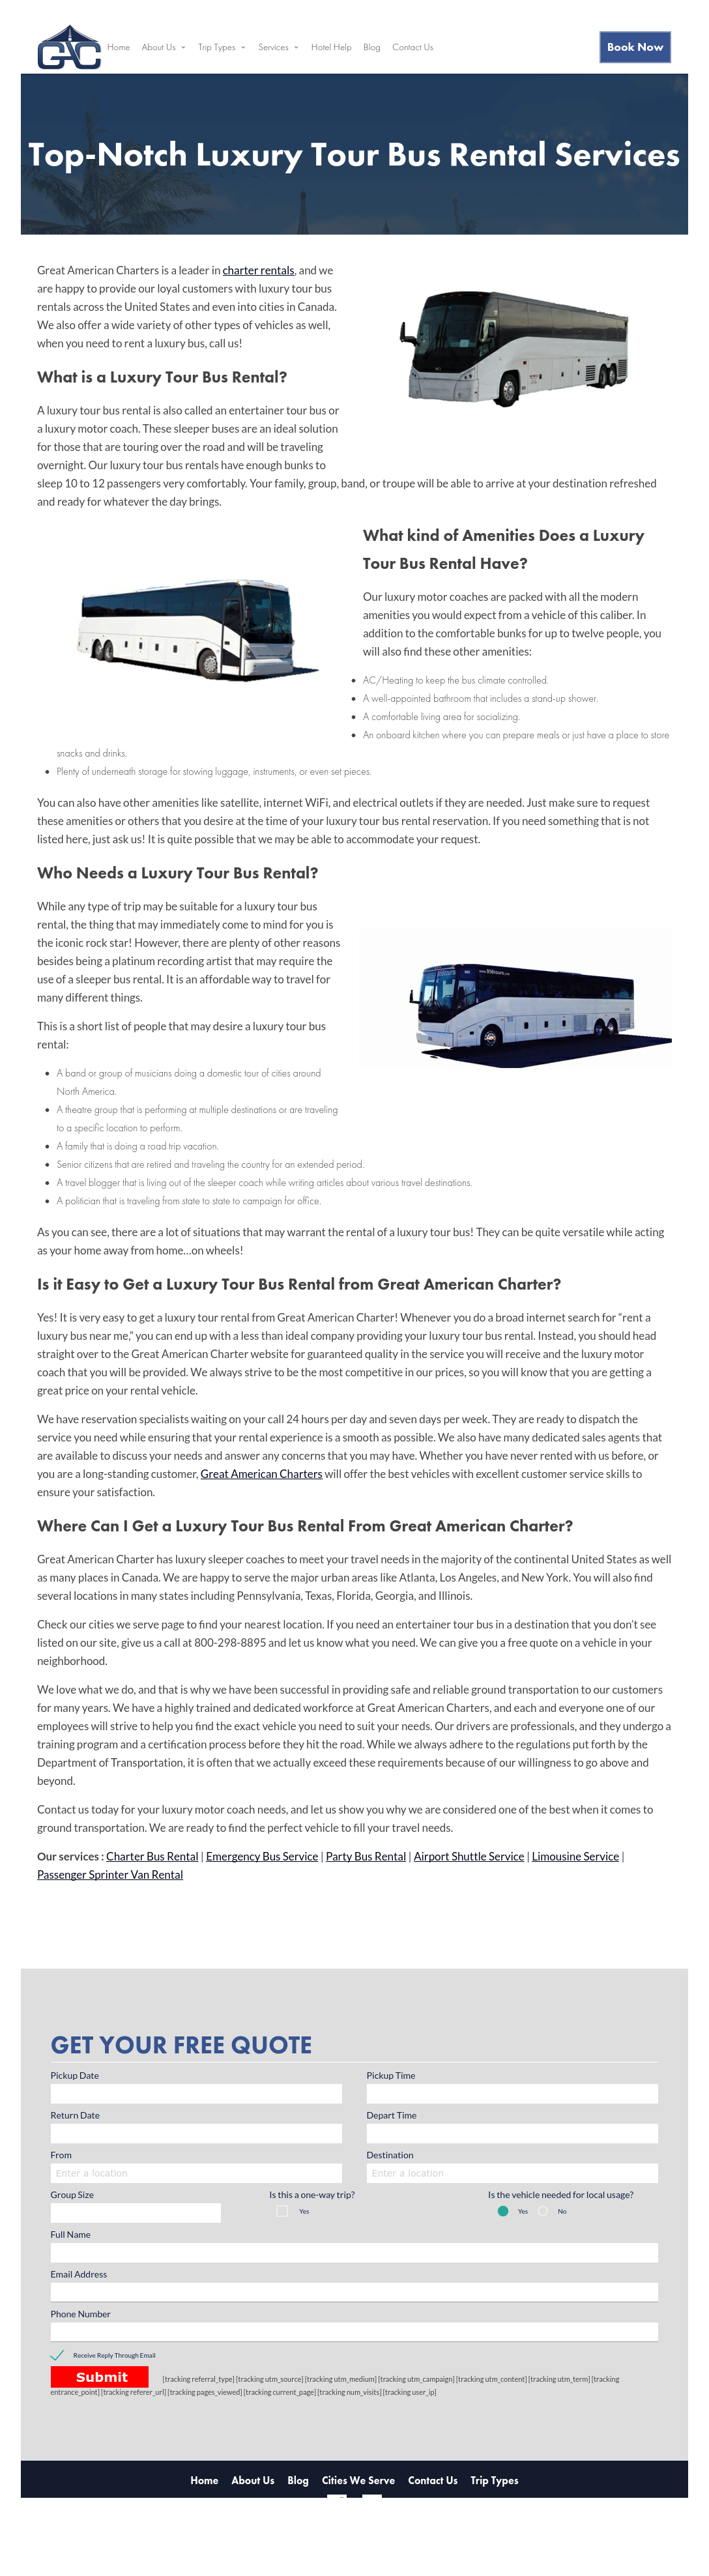 GAC
Home About Us Trip Types Services Hotel Help Blog Contact Us
Book Now
Top-Notch Luxury Tour Bus Rental Services
Great American Charters is a leader in charter rentals, and we
are happy to provide our loyal customers with luxury tour bus
rentals across the United States and even into cities in Canada.
We also offer a wide variety of other types of vehicles as well,
when you need to rent a luxury bus, call us!
What is a Luxury Tour Bus Rental?
A luxury tour bus rental is also called an entertainer tour bus or
a luxury motor coach. These sleeper buses are an ideal solution
for those that are touring over the road and will be traveling
overnight. Our luxury tour bus rentals have enough bunks to
sleep 10 to 12 passengers very comfortably. Your family, group, band, or troupe will be able to arrive at your destination refreshed
and ready for whatever the day brings.
What kind of Amenities Does a Luxury
Tour Bus Rental Have?
Our luxury motor coaches are packed with all the modern
amenities you would expect from a vehicle of this caliber. In
addition to the comfortable bunks for up to twelve people, you
will also find these other amenities:
• AC/Heating to keep the bus climate controlled.
• A well-appointed bathroom that includes a stand-up shower.
• A comfortable living area for socializing.
• An onboard kitchen where you can prepare meals or just have a place to store
snacks and drinks.
• Plenty of underneath storage for stowing luggage, instruments, or even set pieces.
You can also have other amenities like satellite, internet WiFi, and electrical outlets if they are needed. Just make sure to request
these amenities or others that you desire at the time of your luxury tour bus rental reservation. If you need something that is not
listed here, just ask us! It is quite possible that we may be able to accommodate your request.
Who Needs a Luxury Tour Bus Rental?
While any type of trip may be suitable for a luxury tour bus
rental, the thing that may immediately come to mind for you is
the iconic rock star! However, there are plenty of other reasons
besides being a platinum recording artist that may require the
use of a sleeper bus rental. It is an affordable way to travel for
many different things.
This is a short list of people that may desire a luxury tour bus
rental:
• A band or group of musicians doing a domestic tour of cities around
North America.
• A theatre group that is performing at multiple destinations or are traveling
to a specific location to perform.
• A family that is doing a road trip vacation.
• Senior citizens that are retired and traveling the country for an extended period.
• A travel blogger that is living out of the sleeper coach while writing articles about various travel destinations.
• A politician that is traveling from state to state to campaign for office.
As you can see, there are a lot of situations that may warrant the rental of a luxury tour bus! They can be quite versatile while acting
as your home away from home…on wheels!
Is it Easy to Get a Luxury Tour Bus Rental from Great American Charter?
Yes! It is very easy to get a luxury tour rental from Great American Charter! Whenever you do a broad internet search for “rent a
luxury bus near me,” you can end up with a less than ideal company providing your luxury tour bus rental. Instead, you should head
straight over to the Great American Charter website for guaranteed quality in the service you will receive and the luxury motor
coach that you will be provided. We always strive to be the most competitive in our prices, so you will know that you are getting a
great price on your rental vehicle.
We have reservation specialists waiting on your call 24 hours per day and seven days per week. They are ready to dispatch the
service you need while ensuring that your rental experience is a smooth as possible. We also have many dedicated sales agents that
are available to discuss your needs and answer any concerns that you may have. Whether you have never rented with us before, or
you are a long-standing customer, Great American Charters will offer the best vehicles with excellent customer service skills to
ensure your satisfaction.
Where Can I Get a Luxury Tour Bus Rental From Great American Charter?
Great American Charter has luxury sleeper coaches to meet your travel needs in the majority of the continental United States as well
as many places in Canada. We are happy to serve the major urban areas like Atlanta, Los Angeles, and New York. You will also find
several locations in many states including Pennsylvania, Texas, Florida, Georgia, and Illinois.
Check our cities we serve page to find your nearest location. If you need an entertainer tour bus in a destination that you don’t see
listed on our site, give us a call at 800-298-8895 and let us know what you need. We can give you a free quote on a vehicle in your
neighborhood.
We love what we do, and that is why we have been successful in providing safe and reliable ground transportation to our customers
for many years. We have a highly trained and dedicated workforce at Great American Charters, and each and everyone one of our
employees will strive to help you find the exact vehicle you need to suit your needs. Our drivers are professionals, and they undergo a
training program and a certification process before they hit the road. While we always adhere to the regulations put forth by the
Department of Transportation, it is often that we actually exceed these requirements because of our willingness to go above and
beyond.
Contact us today for your luxury motor coach needs, and let us show you why we are considered one of the best when it comes to
ground transportation. We are ready to find the perfect vehicle to fill your travel needs.
Our services : Charter Bus Rental | Emergency Bus Service | Party Bus Rental | Airport Shuttle Service | Limousine Service |
Passenger Sprinter Van Rental
GET YOUR FREE QUOTE
Pickup Date Pickup Time
Return Date Depart Time
From Destination
Enter a location Enter a location
Group Size Is this a one-way trip? Is the vehicle needed for local usage?
Yes Yes No
Full Name
Email Address
Phone Number
Receive Reply Through Email
Submit [tracking referral_type] [tracking utm_source] [tracking utm_medium] [tracking utm_campaign] [tracking utm_content] [tracking utm_term] [tracking
entrance_point] [tracking referer_url] [tracking pages_viewed] [tracking current_page] [tracking num_visits] [tracking user_ip]
Home About Us Blog Cities We Serve Contact Us Trip Types